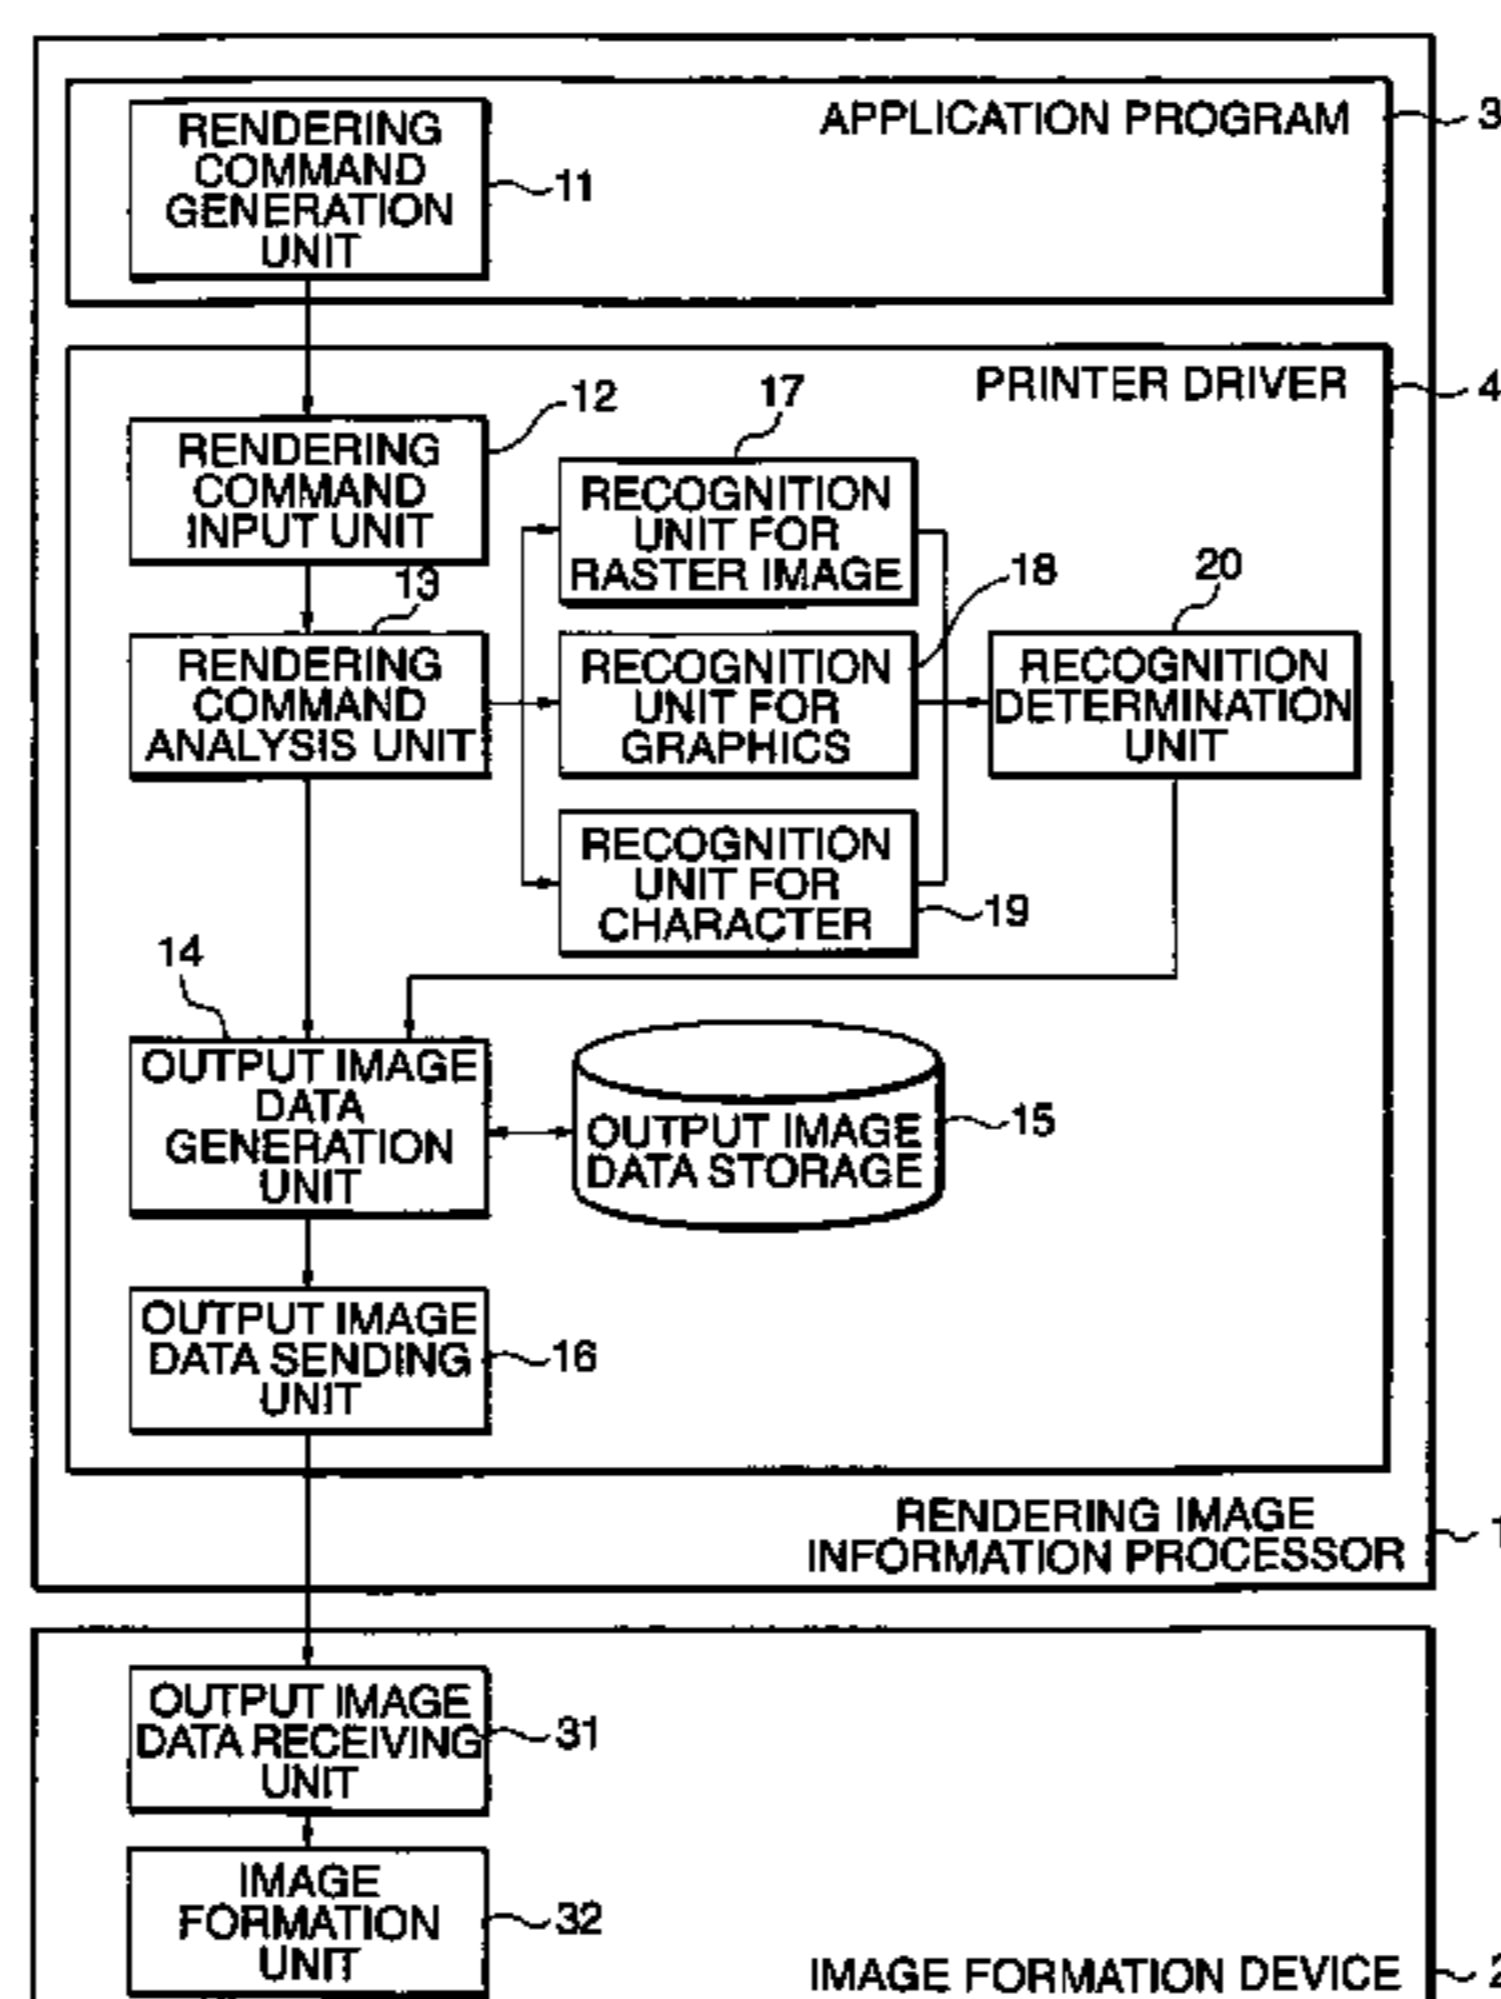 RENDERING
COMMAND
GENERATION
UNIT
11
APPLICATION PROGRAM
3
PRINTER DRIVER
4
RENDERING
COMMAND
INPUT UNIT
12
17
RECOGNITION
UNIT FOR
RASTER IMAGE
13
RENDERING
COMMAND
ANALYSIS UNIT
18
RECOGNITION
UNIT FOR
GRAPHICS
20
RECOGNITION
DETERMINATION
UNIT
RECOGNITION
UNIT FOR
CHARACTER
19
14
OUTPUT IMAGE
DATA
GENERATION
UNIT
OUTPUT IMAGE
DATA STORAGE
15
OUTPUT IMAGE
DATA SENDING
UNIT
16
RENDERING IMAGE
INFORMATION PROCESSOR
1
OUTPUT IMAGE
DATA RECEIVING
UNIT
31
IMAGE
FORMATION
UNIT
32
IMAGE FORMATION DEVICE
2